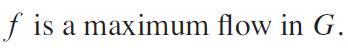 f is a maximum flow in G.